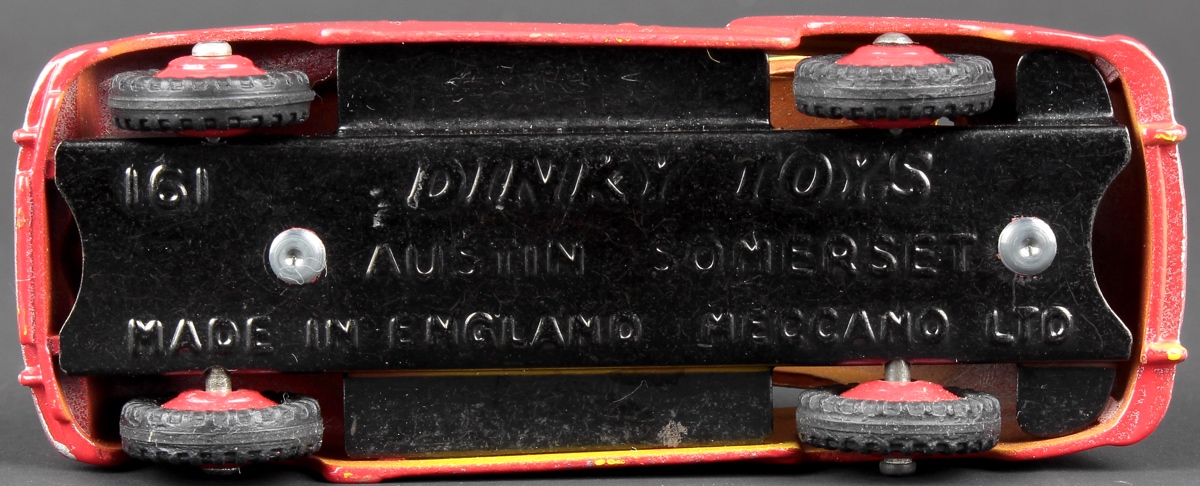 161 DINKY TOYS
AUSTIN SOMERSET
MADE IN ENGLAND MECCANO LTD